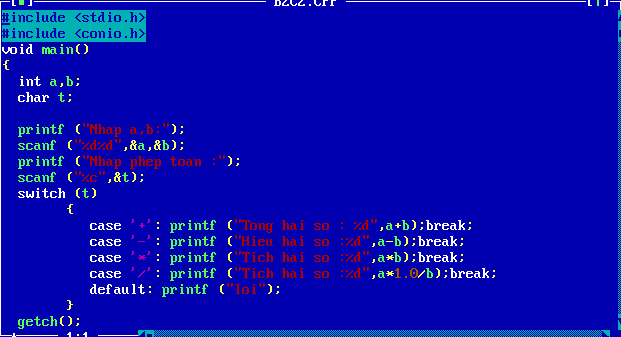 B2C2.CPP
#include <stdio.h>
#include <conio.h>
void main()
{
int a,b;
char t;
printf ("Nhap a,b:");
scanf ("%d%d",&a,&b);
printf ("Nhap phep toan :");
scanf ("%c",&t);
switch (t)
{
case '+': printf ("Tong hai so : %d",a+b);break;
case '-': printf ("Hieu hai so :%d",a-b);break;
case '*': printf ("Tich hai so :%d",a*b);break;
case '/': printf ("Tich hai so :%d",a*1.0/b);break;
default: printf ("loi");
}
getch();
1:1